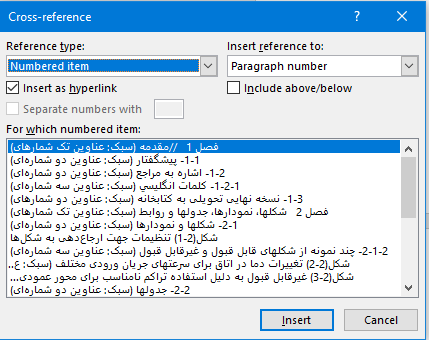 Cross-reference
Reference type:
Insert reference to:
Numbered item
Paragraph number
Insert as hyperlink
Include above/below
Separate numbers with
For which numbered item:
فصل 1 //مقدمه (سبک; عناوین تک شماره‌ای)
1-1- پیشگفتار (سبک; عناوین دو شماره‌ای)
1-2- اشاره به مراجع (سبک; عناوین دو شماره‌ای)
1-2-1- کلمات انگلیسي (سبک; عناوین سه شماره‌ای)
1-3- نسخه نهایی تحویلی به کتابخانه (سبک; عناوین دو شماره‌ای)
فصل 2 شکلها، نمودارها، جدولها و روابط (سبک; عناوین تک شماره‌ای)
2-1- شکلها و نمودارها (سبک; عناوین دو شماره‌ای)
شکل(2-1) تنظیمات جهت ارجاع‌دهی به شکل‌ها
2-1-2- چند نمونه از شکلهای قابل قبول و غیرقابل قبول (سبک; عناوین سه شماره‌ای)
شکل(2-2) تغییرات دما در اتاق برای سرعتهای جریان ورودی مختلف (سبک; ع...
شکل(2-3) غیرقابل قبول به دلیل استفاده تراکم نامناسب برای محور عمودی...
2-2- جدولها (سبک; عناوین دو شماره‌ای)
Insert
Cancel